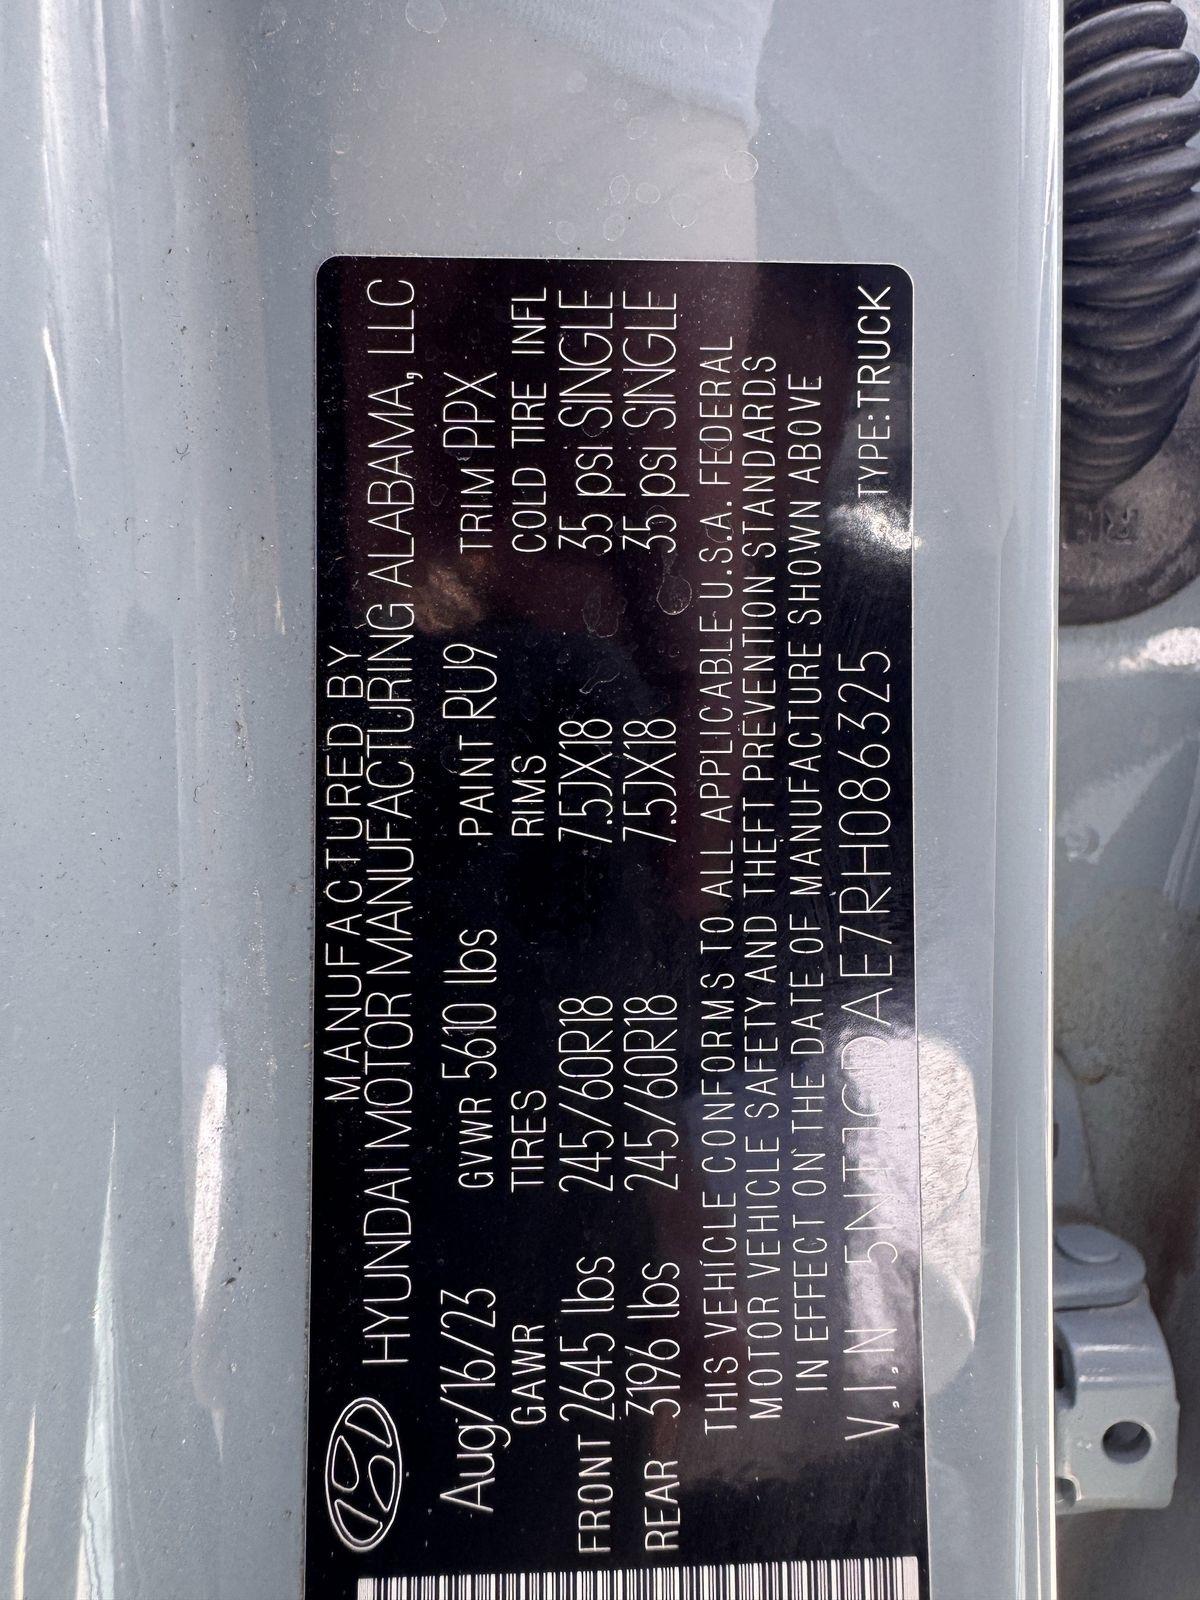 MANUFACTURED BY
HYUNDAI MOTOR MANUFACTURING ALABAMA, LLC
Aug/16/23 GVWR 5610 lbs PAINT RU9 TRIM PPX
GAWR TIRES RIMS COLD TIRE INFL
FRONT 2645 lbs 245/60R18 7.5JX18 35 psi SINGLE
REAR 3196 lbs 245/60R18 7.5JX18 35 psi SINGLE
THIS VEHICLE CONFORMS TO ALL APPLICABLE U.S.A. FEDERAL
MOTOR VEHICLE SAFETY AND THEFT PREVENTION STANDARDS
IN EFFECT ON THE DATE OF MANUFACTURE SHOWN ABOVE
V.I.N 5NTJCDAE7RH086325 TYPE:TRUCK